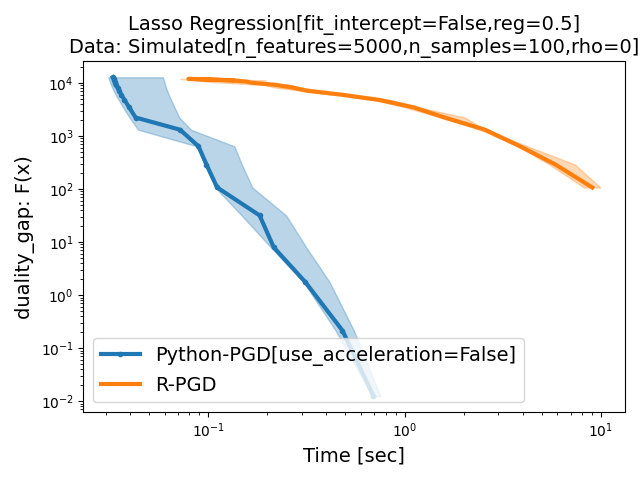 Lasso Regression[fit_intercept=False,reg=0.5]
Data: Simulated[n_features=5000,n_samples=100,rho=0]
duality_gap: F(x)
10⁴
10³
10²
10¹
10⁰
10⁻¹
10⁻²
Python-PGD[use_acceleration=False]
R-PGD
10⁻¹
10⁰
10¹
Time [sec]